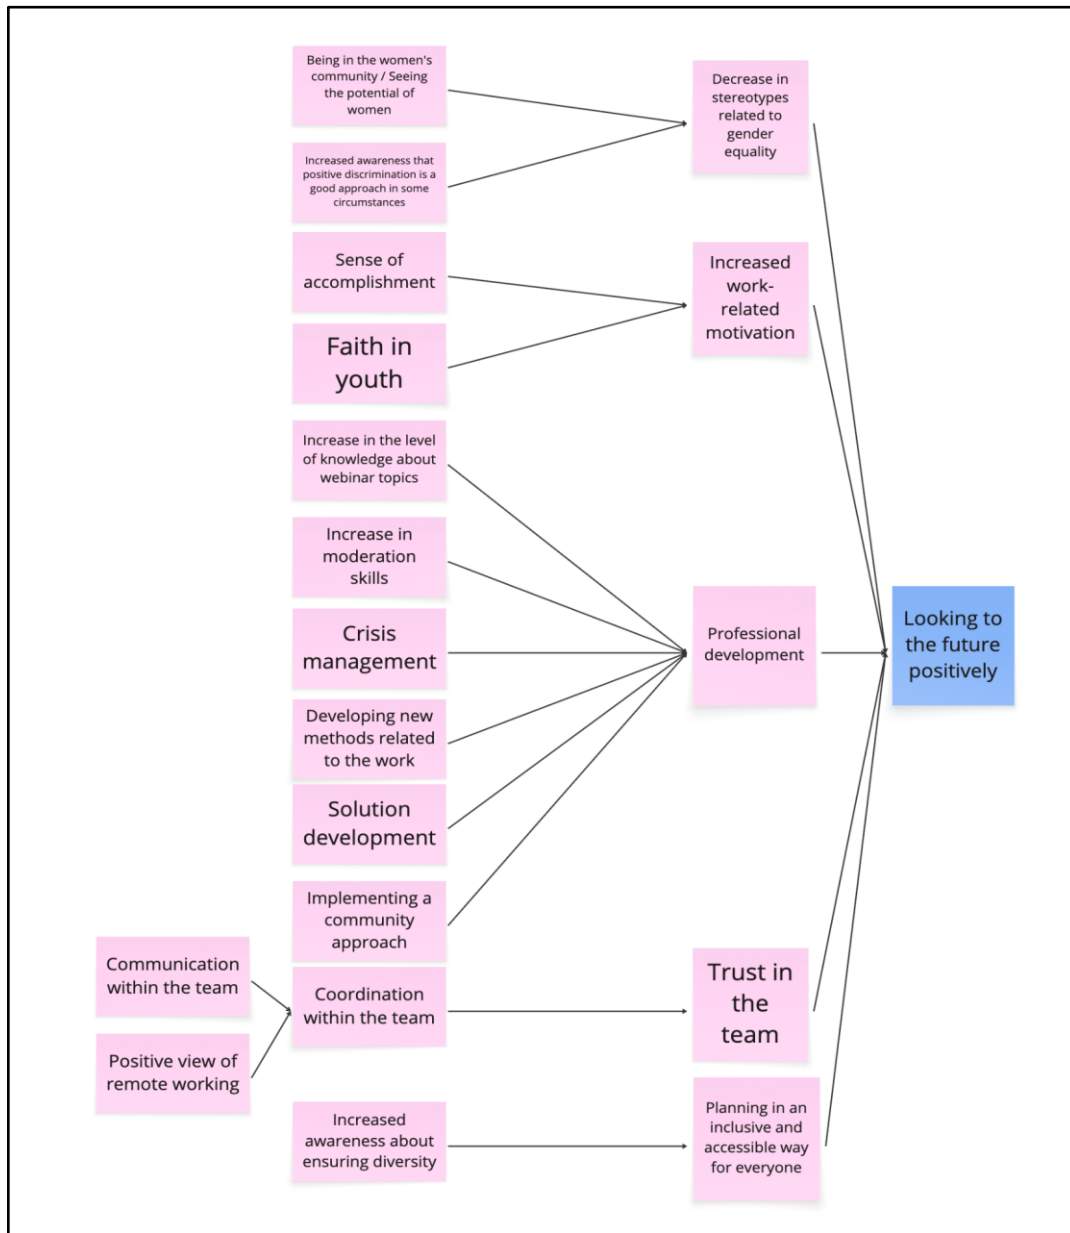 Being in the women's
community / Seeing
the potential of
women
Increased awareness that
positive discrimination is a
good approach in some
circumstances
Sense of
accomplishment
Faith in
youth
Increase in the level
of knowledge about
webinar topics
Increase in
moderation
skills
Crisis
management
Developing new
methods related
to the work
Solution
development
Implementing a
community
approach
Communication
within the team
Positive view of
remote working
Coordination
within the team
Increased
awareness about
ensuring diversity
Decrease in
stereotypes
related to
gender
equality
Increased
work-
related
motivation
Professional
development
Trust in
the
team
Planning in an
inclusive and
accessible way
for everyone
Looking to
the future
positively